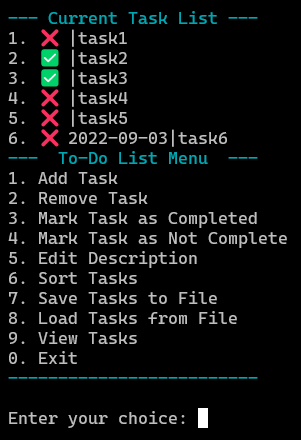 --- Current Task List ---
1. ❌ |task1
2. ✅ |task2
3. ✅ |task3
4. ❌ |task4
5. ❌ |task5
6. ❌ 2022-09-03|task6
---  To-Do List Menu  ---
1. Add Task
2. Remove Task
3. Mark Task as Completed
4. Mark Task as Not Complete
5. Edit Description
6. Sort Tasks
7. Save Tasks to File
8. Load Tasks from File
9. View Tasks
0. Exit
-------------------------
Enter your choice: